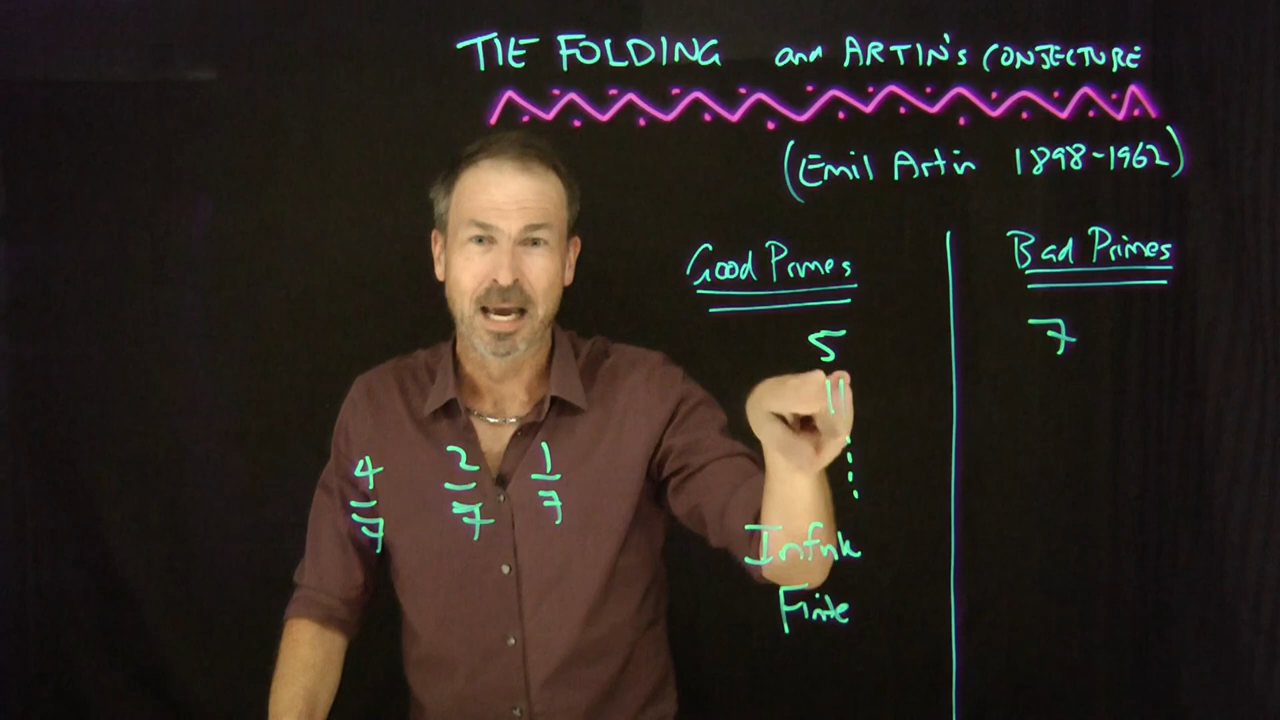 TIE FOLDING and ARTIN's CONJECTURE
(Emil Artin 1898-1962)
Good Primes
Bad Primes
5
7
11
4/7 2/7 1/7
Infinite
Finite